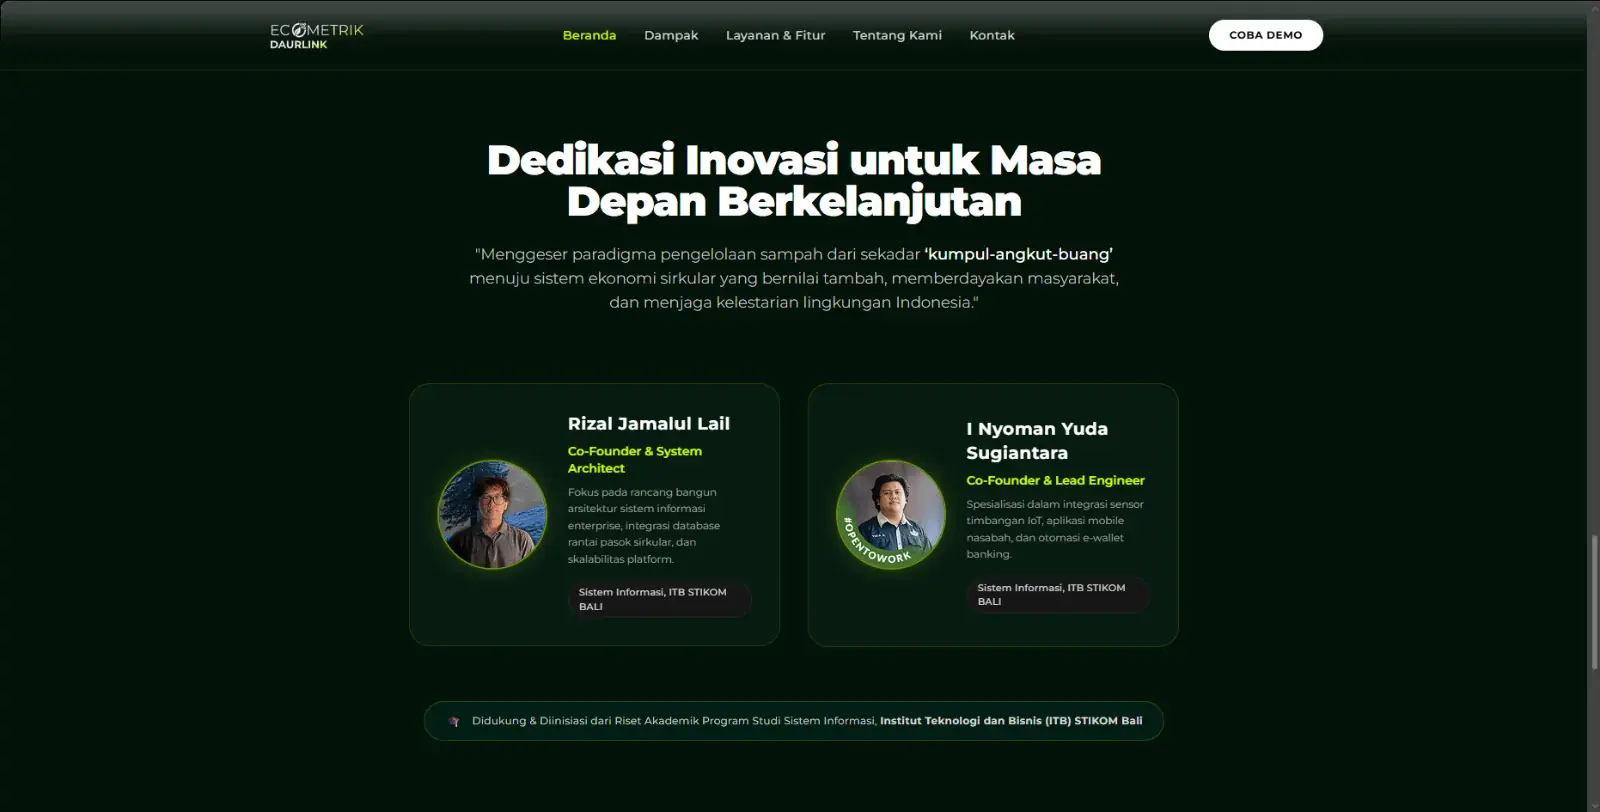 ECOMETRIK
DAURLINK
Beranda
Dampak
Layanan & Fitur
Tentang Kami
Kontak
COBA DEMO
Dedikasi Inovasi untuk Masa
Depan Berkelanjutan
"Menggeser paradigma pengelolaan sampah dari sekadar ‘kumpul-angkut-buang’
menuju sistem ekonomi sirkular yang bernilai tambah, memberdayakan masyarakat,
dan menjaga kelestarian lingkungan Indonesia."
Rizal Jamalul Lail
Co-Founder & System
Architect
Fokus pada rancang bangun
arsitektur sistem informasi
enterprise, integrasi database
rantai pasok sirkular, dan
skalabilitas platform.
Sistem Informasi, ITB STIKOM
BALI
#OPENTOWORK
I Nyoman Yuda
Sugiantara
Co-Founder & Lead Engineer
Spesialisasi dalam integrasi sensor
timbangan IoT, aplikasi mobile
nasabah, dan otomasi e-wallet
banking.
Sistem Informasi, ITB STIKOM
BALI
Didukung & Diinisiasi dari Riset Akademik Program Studi Sistem Informasi, Institut Teknologi dan Bisnis (ITB) STIKOM Bali